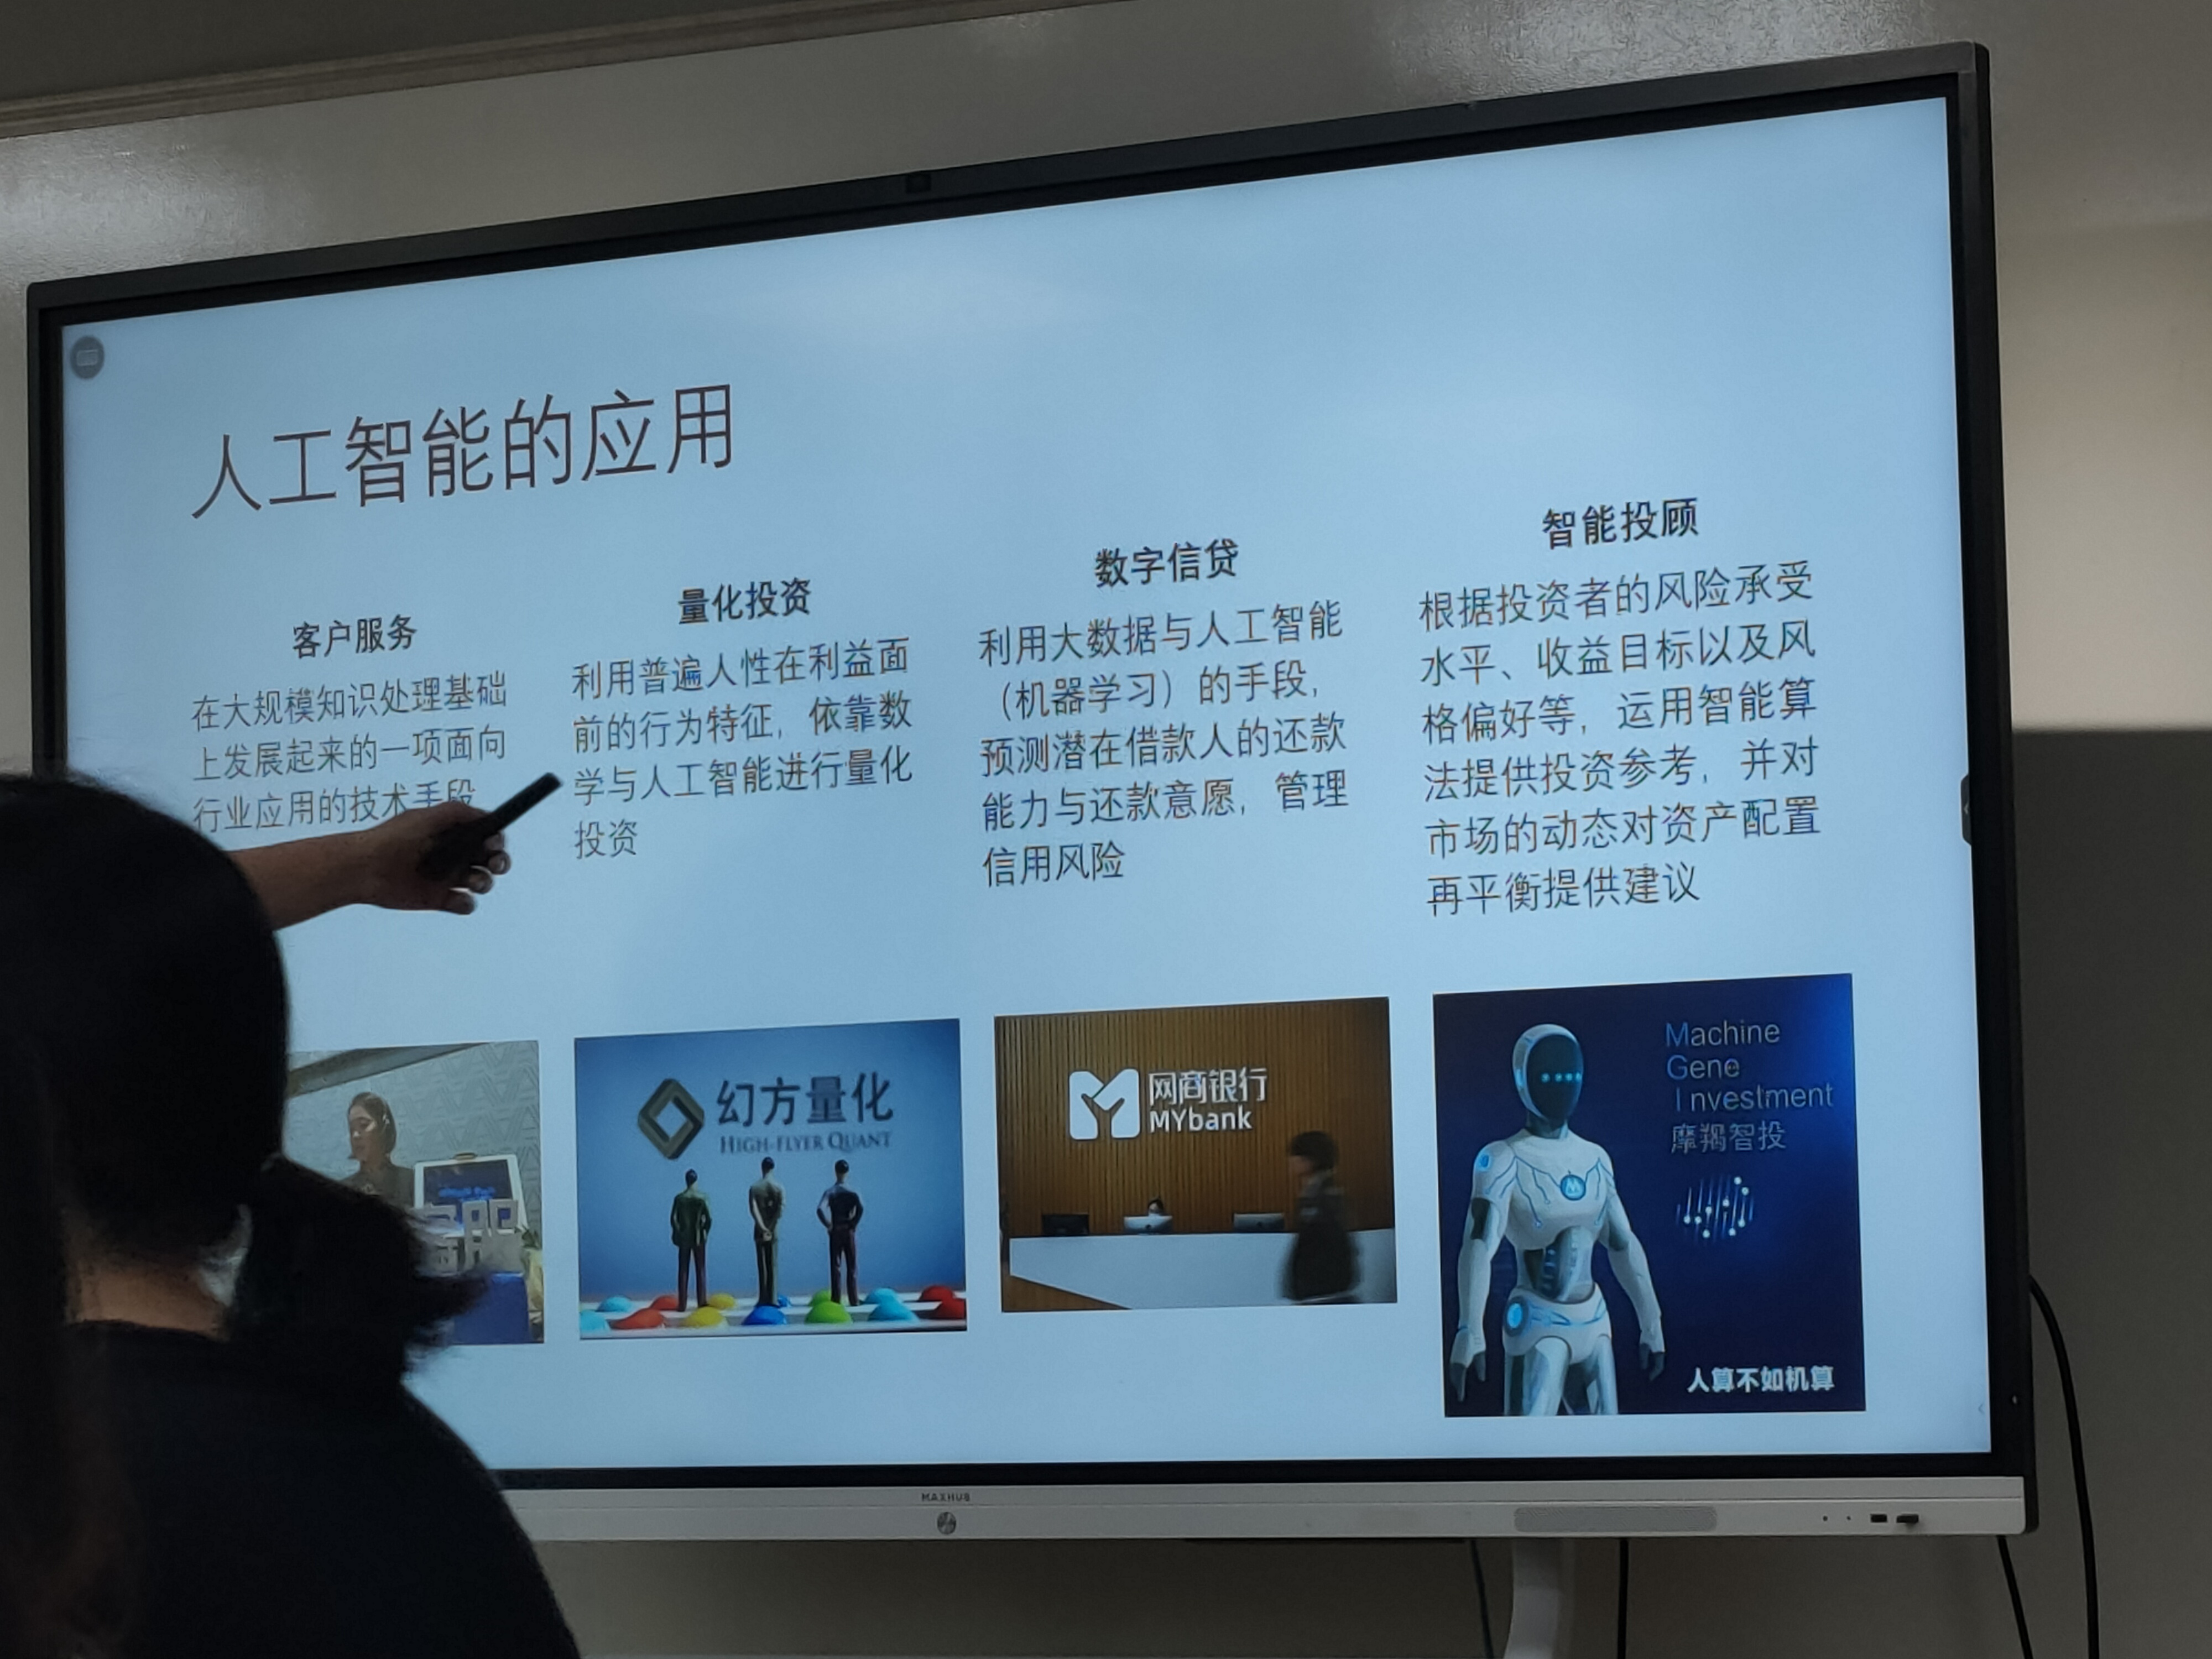 人工智能的应用
客户服务
在大规模知识处理基础
上发展起来的一项面向
行业应用的技术手段
量化投资
利用普遍人性在利益面
前的行为特征，依靠数
学与人工智能进行量化
投资
数字信贷
利用大数据与人工智能
（机器学习）的手段，
预测潜在借款人的还款
能力与还款意愿，管理
信用风险
智能投顾
根据投资者的风险承受
水平、收益目标以及风
格偏好等，运用智能算
法提供投资参考，并对
市场的动态对资产配置
再平衡提供建议
幻方量化
HIGH-FLYER QUANT
网商银行
MYbank
Machine
Gene
Investment
摩羯智投
人算不如机算
MAXHUB